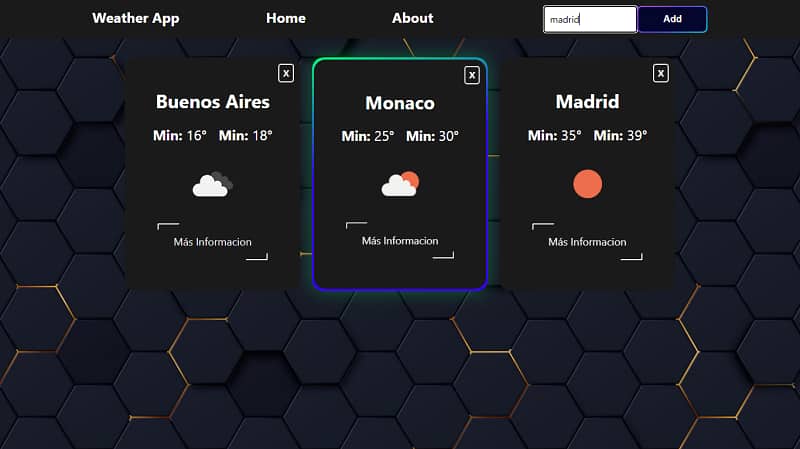 Weather App Home About madrid Add
X
Buenos Aires
Min: 16° Min: 18°
Más Informacion
X
Monaco
Min: 25° Min: 30°
Más Informacion
X
Madrid
Min: 35° Min: 39°
Más Informacion